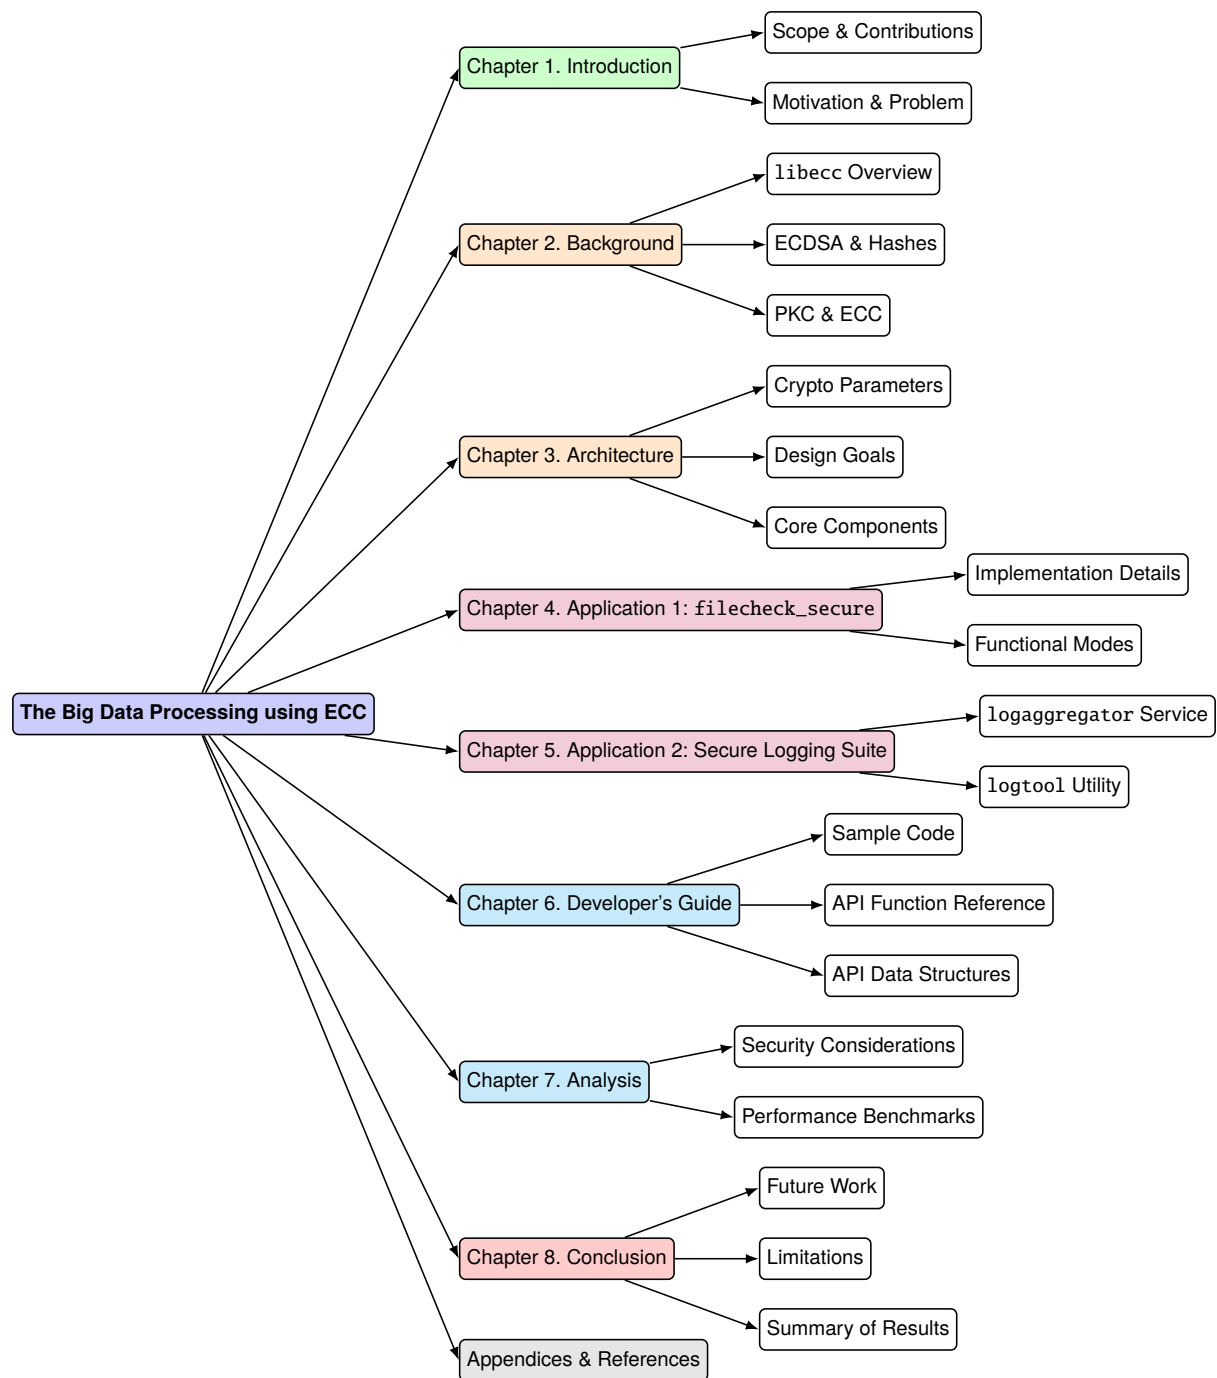 The Big Data Processing using ECC
Chapter 1. Introduction
Scope & Contributions
Motivation & Problem
Chapter 2. Background
libecc Overview
ECDSA & Hashes
PKC & ECC
Chapter 3. Architecture
Crypto Parameters
Design Goals
Core Components
Chapter 4. Application 1: filecheck_secure
Implementation Details
Functional Modes
Chapter 5. Application 2: Secure Logging Suite
logaggregator Service
logtool Utility
Chapter 6. Developer’s Guide
Sample Code
API Function Reference
API Data Structures
Chapter 7. Analysis
Security Considerations
Performance Benchmarks
Chapter 8. Conclusion
Future Work
Limitations
Summary of Results
Appendices & References